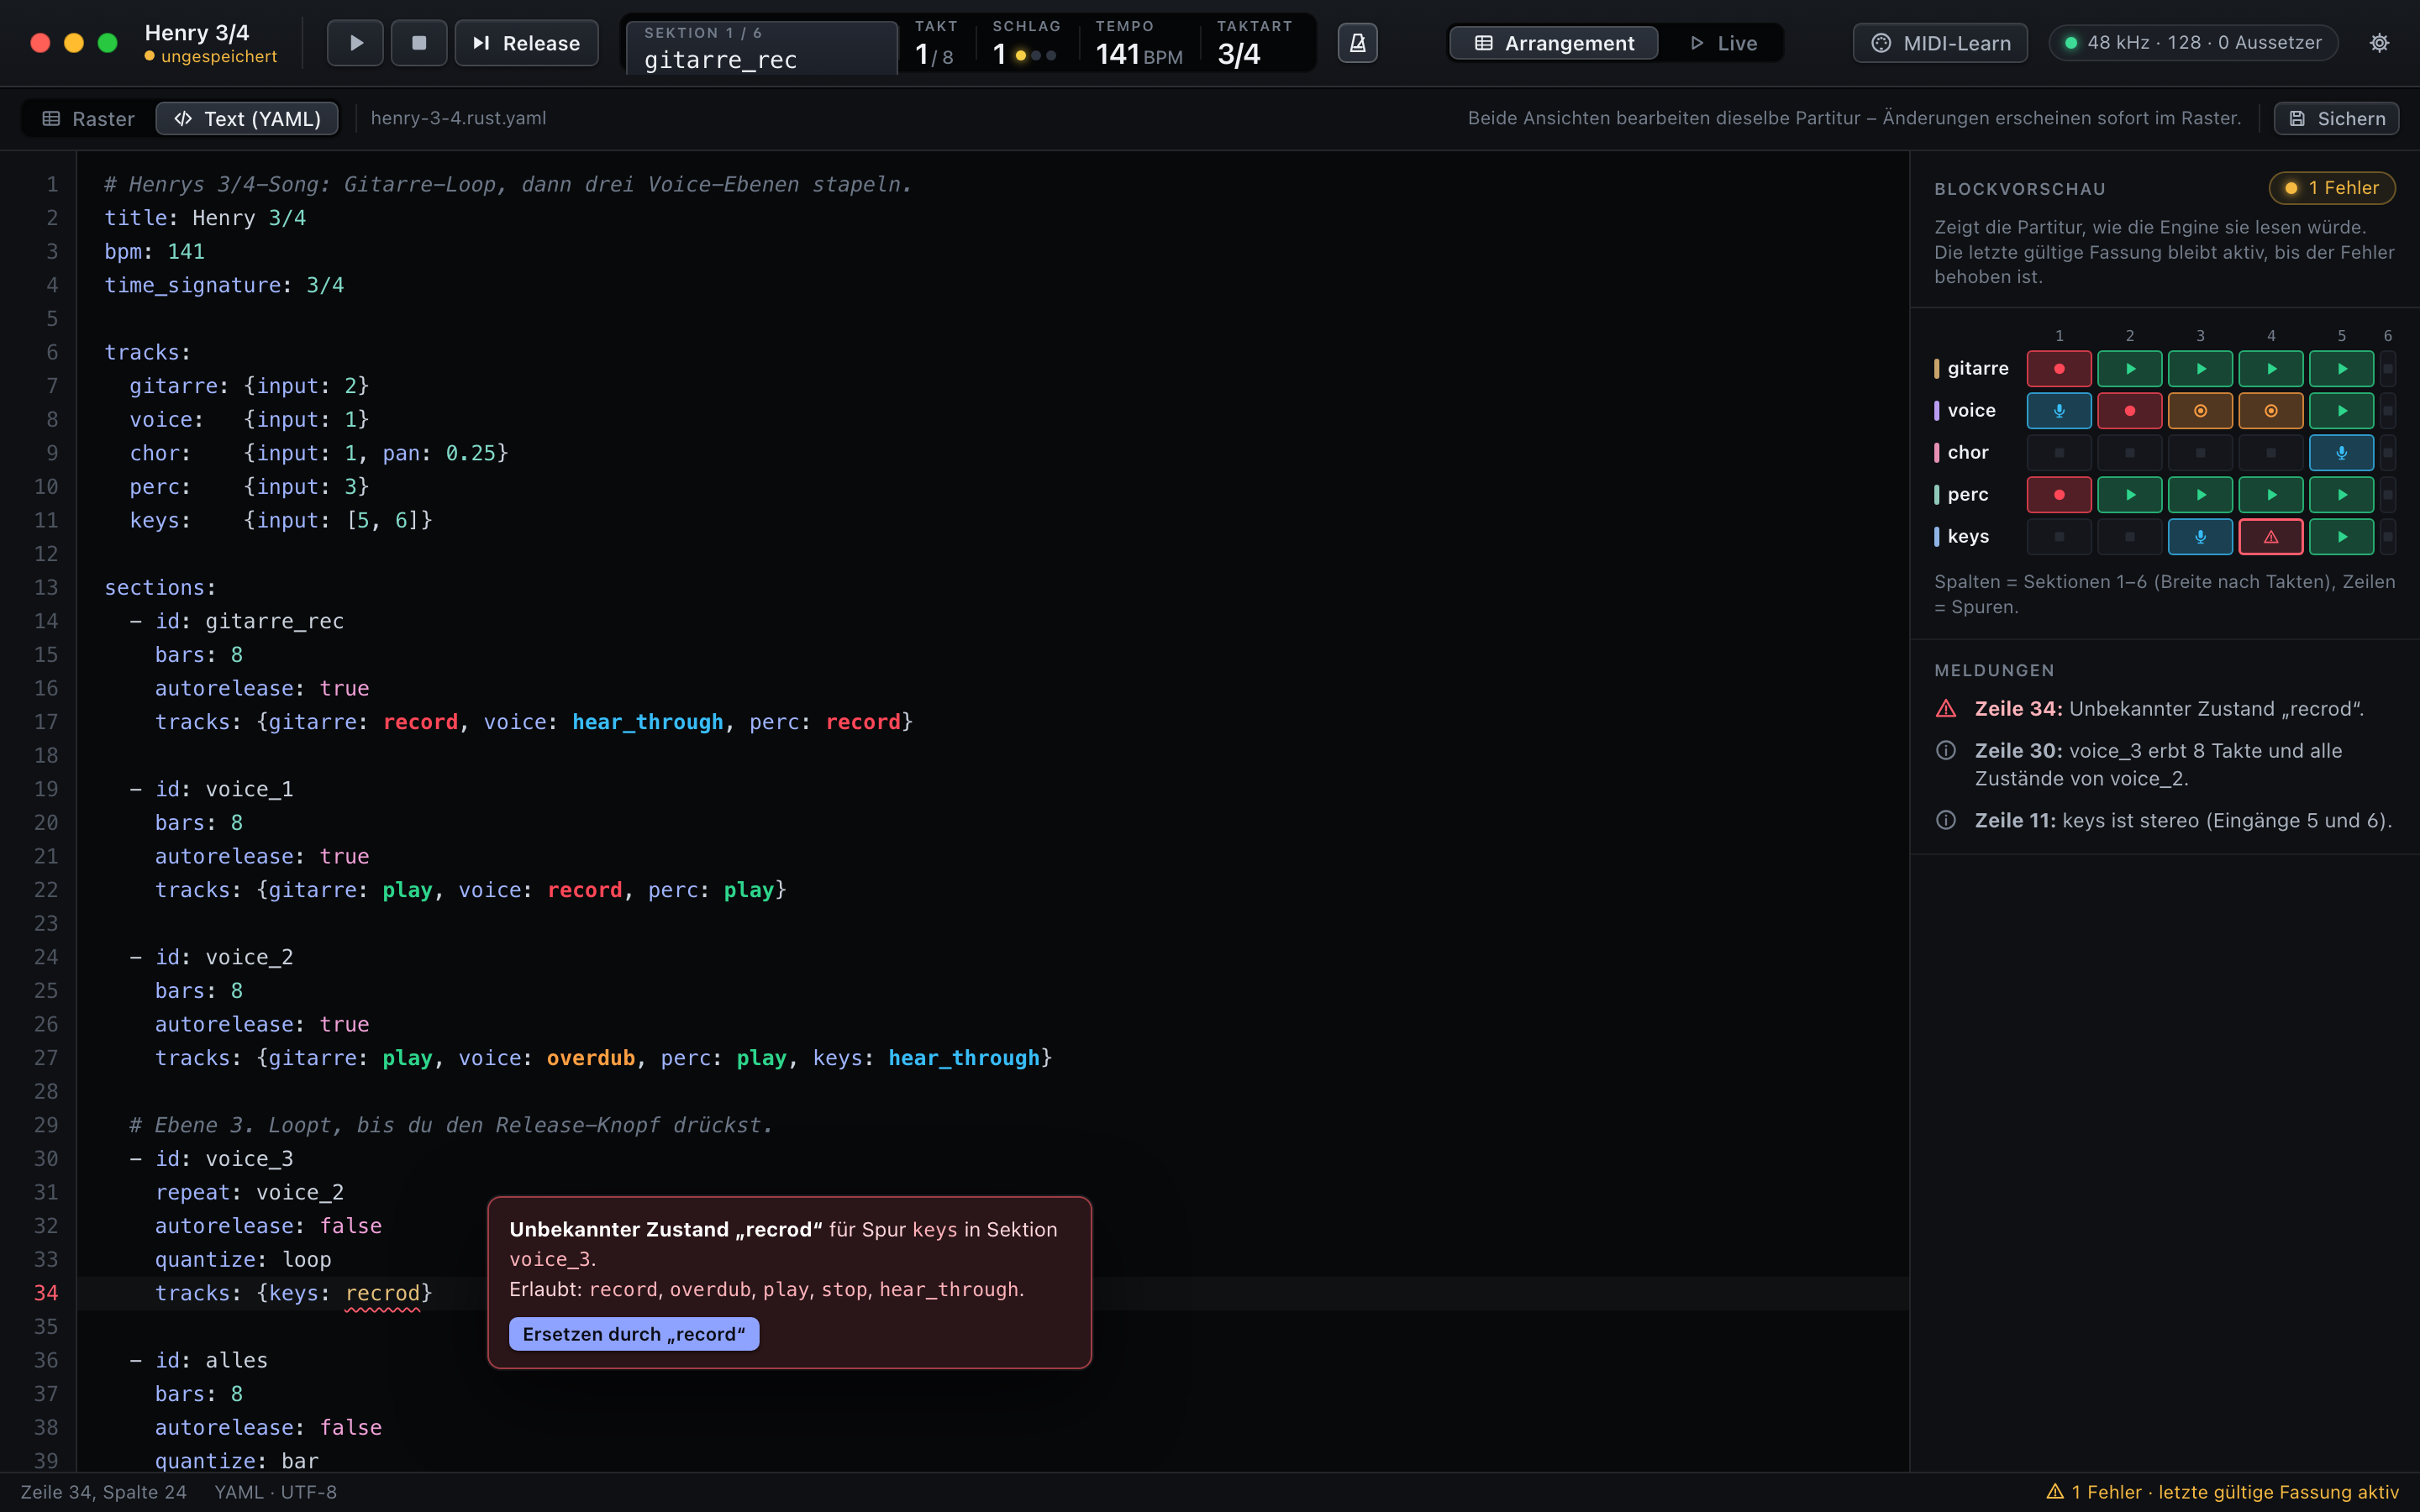 Henry 3/4
ungespeichert
Release
SEKTION 1 / 6
gitarre_rec
TAKT
1 / 8
SCHLAG
1
TEMPO
141 BPM
TAKTART
3/4
Arrangement
Live
MIDI-Learn
48 kHz · 128 · 0 Aussetzer
Raster
Text (YAML)
henry-3-4.rust.yaml
Beide Ansichten bearbeiten dieselbe Partitur – Änderungen erscheinen sofort im Raster.
Sichern
1 # Henrys 3/4-Song: Gitarre-Loop, dann drei Voice-Ebenen stapeln.
2 title: Henry 3/4
3 bpm: 141
4 time_signature: 3/4
5
6 tracks:
7   gitarre: {input: 2}
8   voice:   {input: 1}
9   chor:    {input: 1, pan: 0.25}
10   perc:    {input: 3}
11   keys:    {input: [5, 6]}
12
13 sections:
14   - id: gitarre_rec
15     bars: 8
16     autorelease: true
17     tracks: {gitarre: record, voice: hear_through, perc: record}
18
19   - id: voice_1
20     bars: 8
21     autorelease: true
22     tracks: {gitarre: play, voice: record, perc: play}
23
24   - id: voice_2
25     bars: 8
26     autorelease: true
27     tracks: {gitarre: play, voice: overdub, perc: play, keys: hear_through}
28
29   # Ebene 3. Loopt, bis du den Release-Knopf drückst.
30   - id: voice_3
31     repeat: voice_2
32     autorelease: false
33     quantize: loop
34     tracks: {keys: recrod}
35
36   - id: alles
37     bars: 8
38     autorelease: false
39     quantize: bar
Unbekannter Zustand „recrod“ für Spur keys in Sektion
voice_3.
Erlaubt: record, overdub, play, stop, hear_through.
Ersetzen durch „record“
BLOCKVORSCHAU
1 Fehler
Zeigt die Partitur, wie die Engine sie lesen würde.
Die letzte gültige Fassung bleibt aktiv, bis der Fehler
behoben ist.
1 2 3 4 5 6
gitarre
voice
chor
perc
keys
Spalten = Sektionen 1–6 (Breite nach Takten), Zeilen
= Spuren.
MELDUNGEN
Zeile 34: Unbekannter Zustand „recrod“.
Zeile 30: voice_3 erbt 8 Takte und alle
Zustände von voice_2.
Zeile 11: keys ist stereo (Eingänge 5 und 6).
Zeile 34, Spalte 24
YAML · UTF-8
1 Fehler · letzte gültige Fassung aktiv